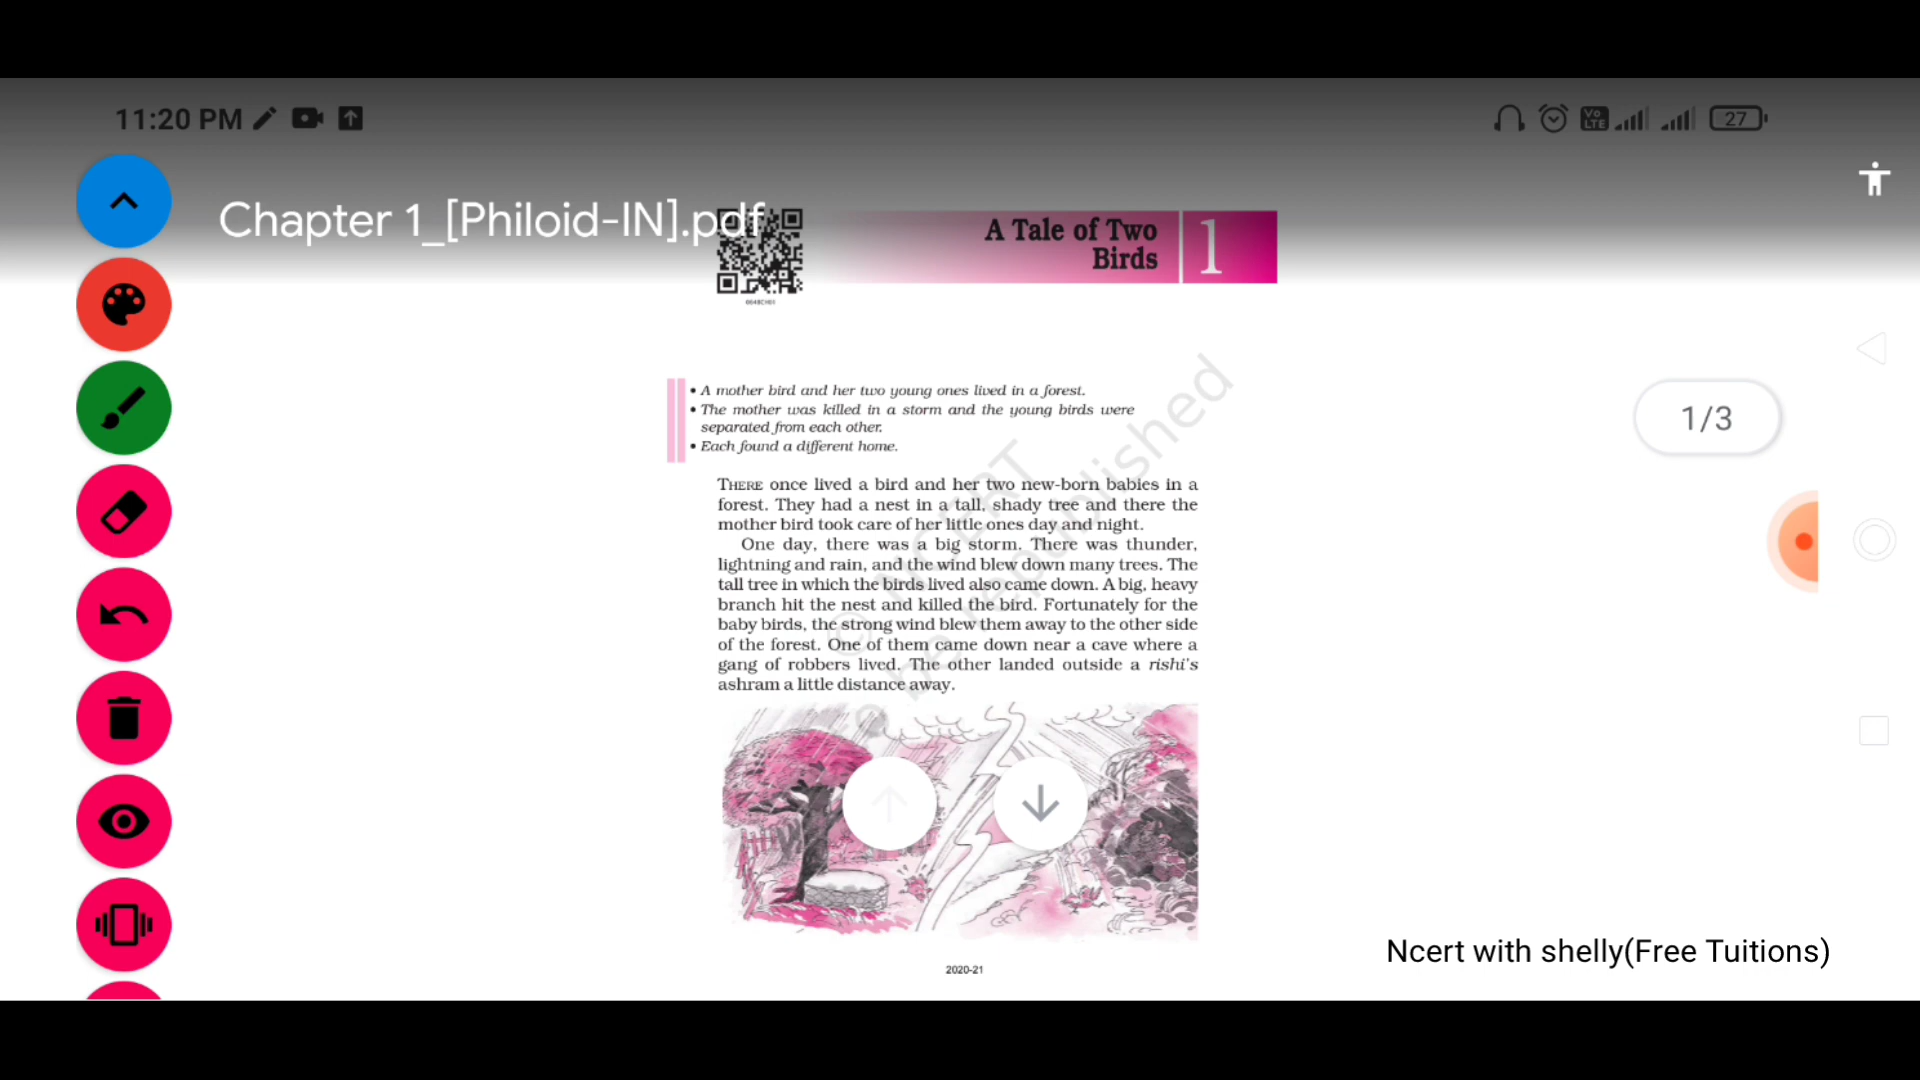 11:20 PM
Vo LTE
27
Chapter 1_[Philoid-IN].pdf
A Tale of Two
Birds
1
0648CH01
• A mother bird and her two young ones lived in a forest.
• The mother was killed in a storm and the young birds were
separated from each other.
• Each found a different home.
1/3
THERE once lived a bird and her two new-born babies in a
forest. They had a nest in a tall, shady tree and there the
mother bird took care of her little ones day and night.
One day, there was a big storm. There was thunder,
lightning and rain, and the wind blew down many trees. The
tall tree in which the birds lived also came down. A big, heavy
branch hit the nest and killed the bird. Fortunately for the
baby birds, the strong wind blew them away to the other side
of the forest. One of them came down near a cave where a
gang of robbers lived. The other landed outside a rishi's
ashram a little distance away.
© NCERT
be republished
Ncert with shelly(Free Tuitions)
2020-21